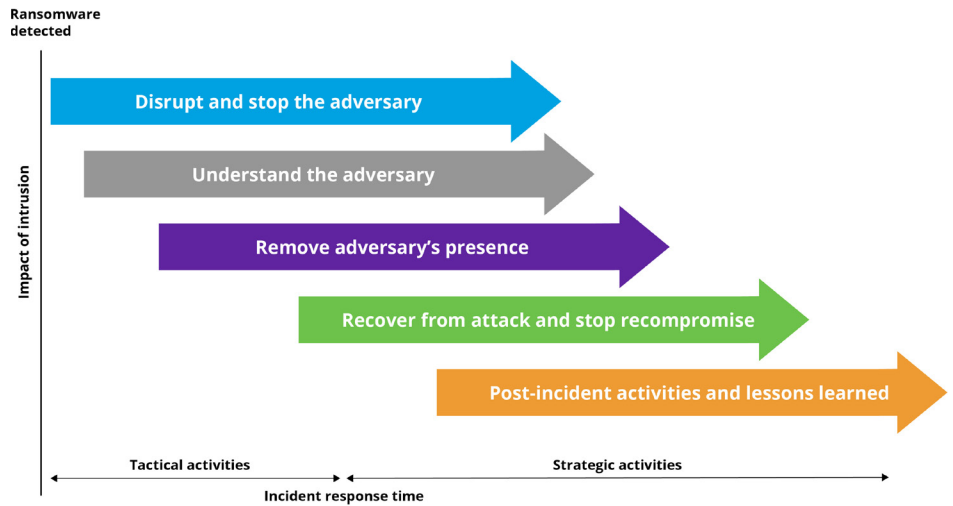 Ransomware
detected
Disrupt and stop the adversary
Understand the adversary
Remove adversary’s presence
Recover from attack and stop recompromise
Post-incident activities and lessons learned
Impact of intrusion
Tactical activities
Strategic activities
Incident response time